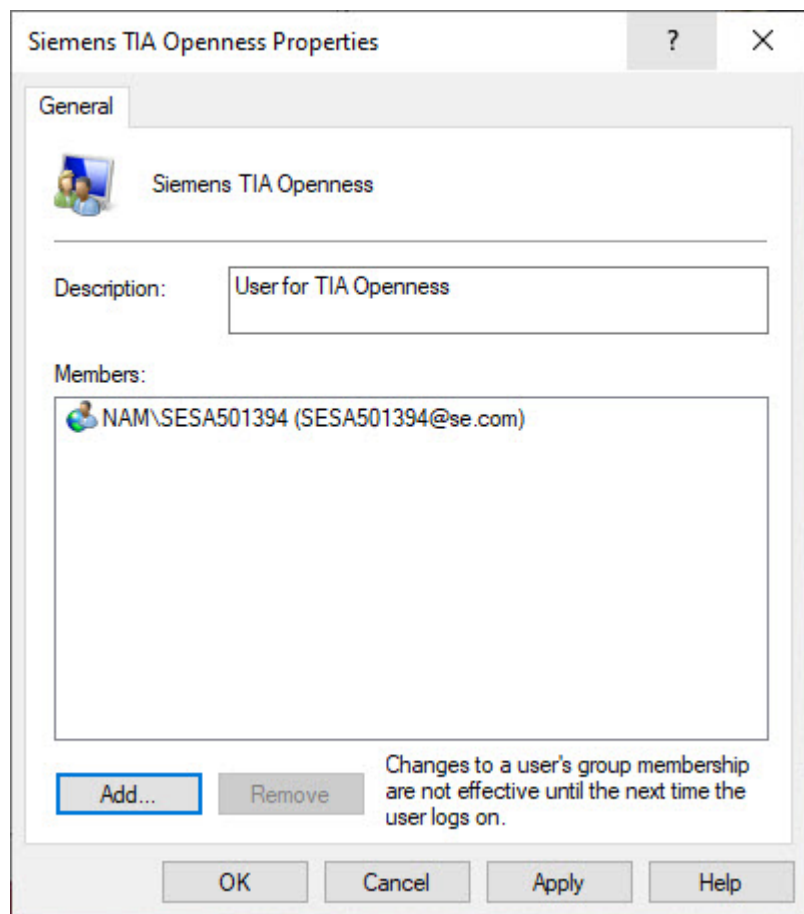 Siemens TIA Openness Properties
?
General
Siemens TIA Openness
Description:
User for TIA Openness
Members:
NAM\SESA501394 (SESA501394@se.com)
Add...
Remove
Changes to a user's group membership
are not effective until the next time the
user logs on.
OK
Cancel
Apply
Help